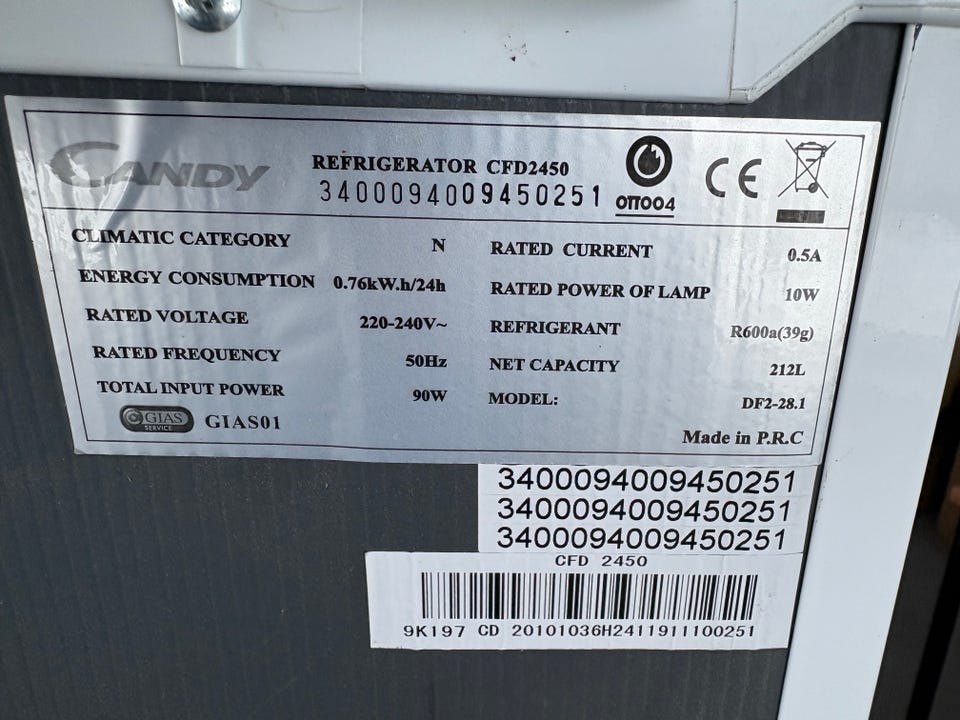 CANDY
REFRIGERATOR CFD2450
3400094009450251
OTT004
CE
CLIMATIC CATEGORY N
ENERGY CONSUMPTION 0.76kW.h/24h
RATED VOLTAGE 220-240V~
RATED FREQUENCY 50Hz
TOTAL INPUT POWER 90W
GIAS SERVICE GIAS01
RATED CURRENT 0.5A
RATED POWER OF LAMP 10W
REFRIGERANT R600a(39g)
NET CAPACITY 212L
MODEL: DF2-28.1
Made in P.R.C
3400094009450251
3400094009450251
3400094009450251
CFD 2450
9K197 CD 20101036H2411911100251